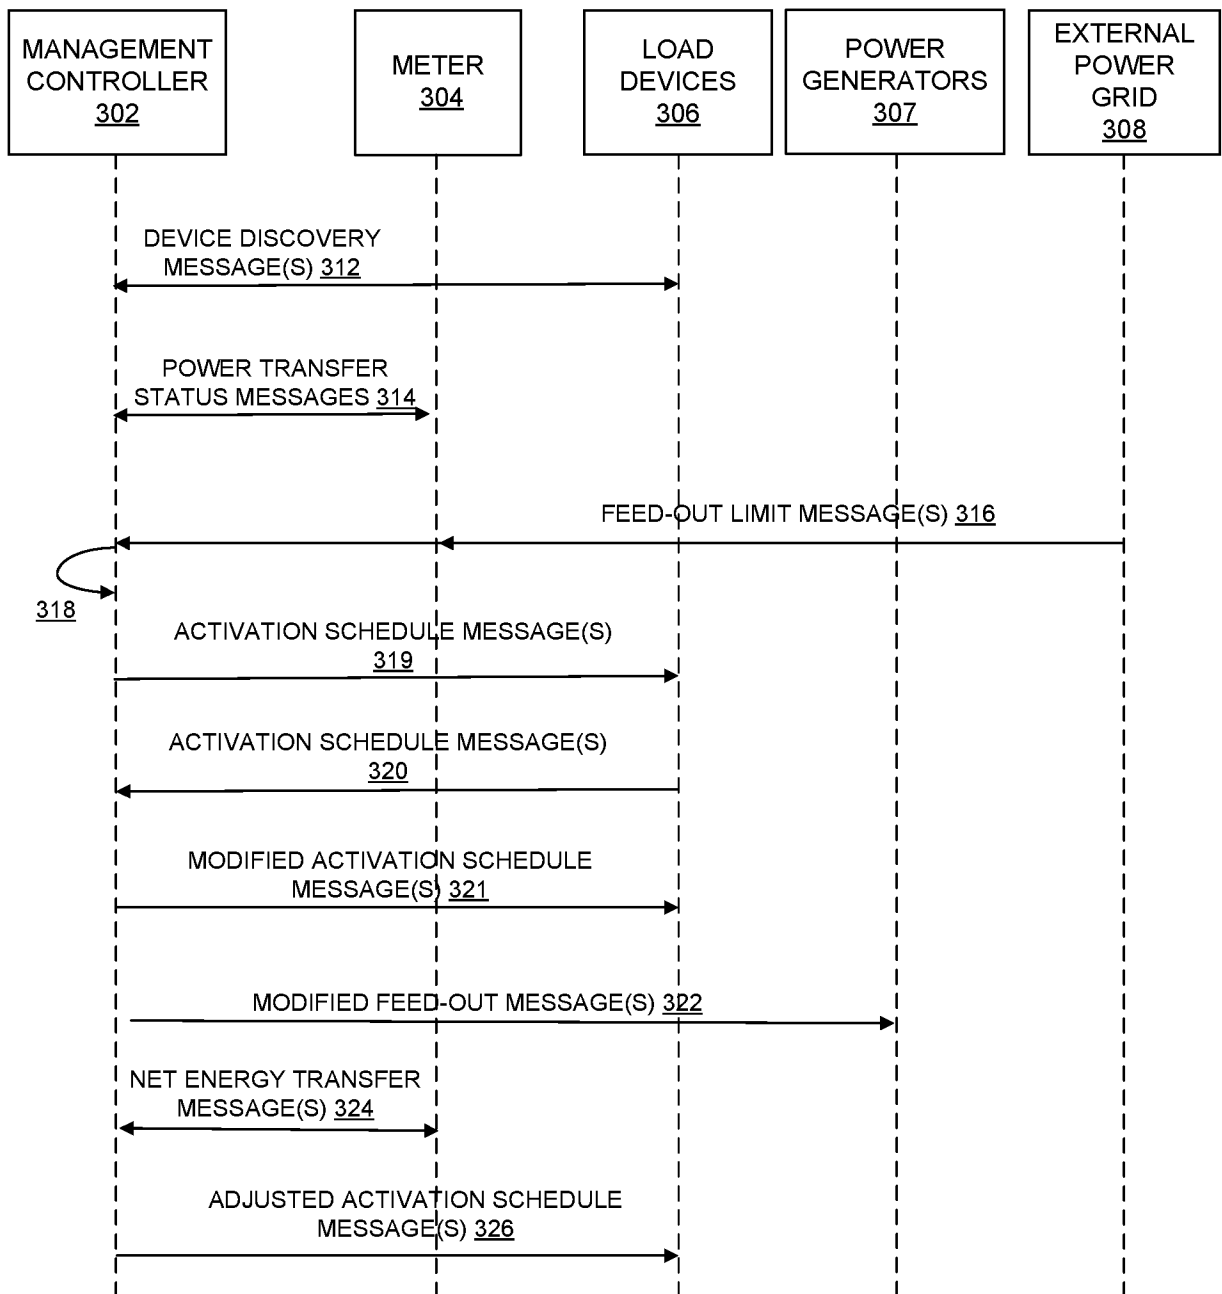 MANAGEMENT
CONTROLLER
302
METER
304
LOAD
DEVICES
306
POWER
GENERATORS
307
EXTERNAL
POWER
GRID
308
DEVICE DISCOVERY
MESSAGE(S) 312
POWER TRANSFER
STATUS MESSAGES 314
FEED-OUT LIMIT MESSAGE(S) 316
318
ACTIVATION SCHEDULE MESSAGE(S)
319
ACTIVATION SCHEDULE MESSAGE(S)
320
MODIFIED ACTIVATION SCHEDULE
MESSAGE(S) 321
MODIFIED FEED-OUT MESSAGE(S) 322
NET ENERGY TRANSFER
MESSAGE(S) 324
ADJUSTED ACTIVATION SCHEDULE
MESSAGE(S) 326